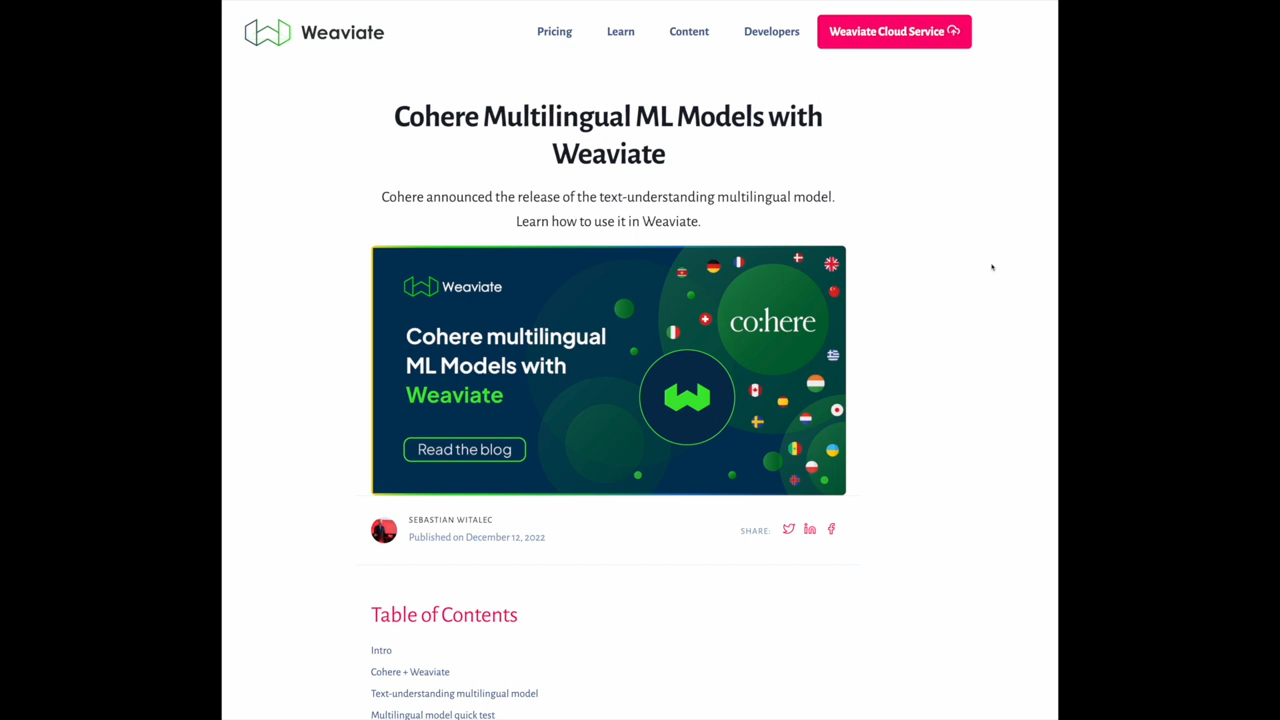 Weaviate
Pricing
Learn
Content
Developers
Weaviate Cloud Service
Cohere Multilingual ML Models with
Weaviate
Cohere announced the release of the text-understanding multilingual model.
Learn how to use it in Weaviate.
Weaviate
co:here
Cohere multilingual
ML Models with
Weaviate
Read the blog
SEBASTIAN WITALEC
Published on December 12, 2022
SHARE:
Table of Contents
Intro
Cohere + Weaviate
Text-understanding multilingual model
Multilingual model quick test